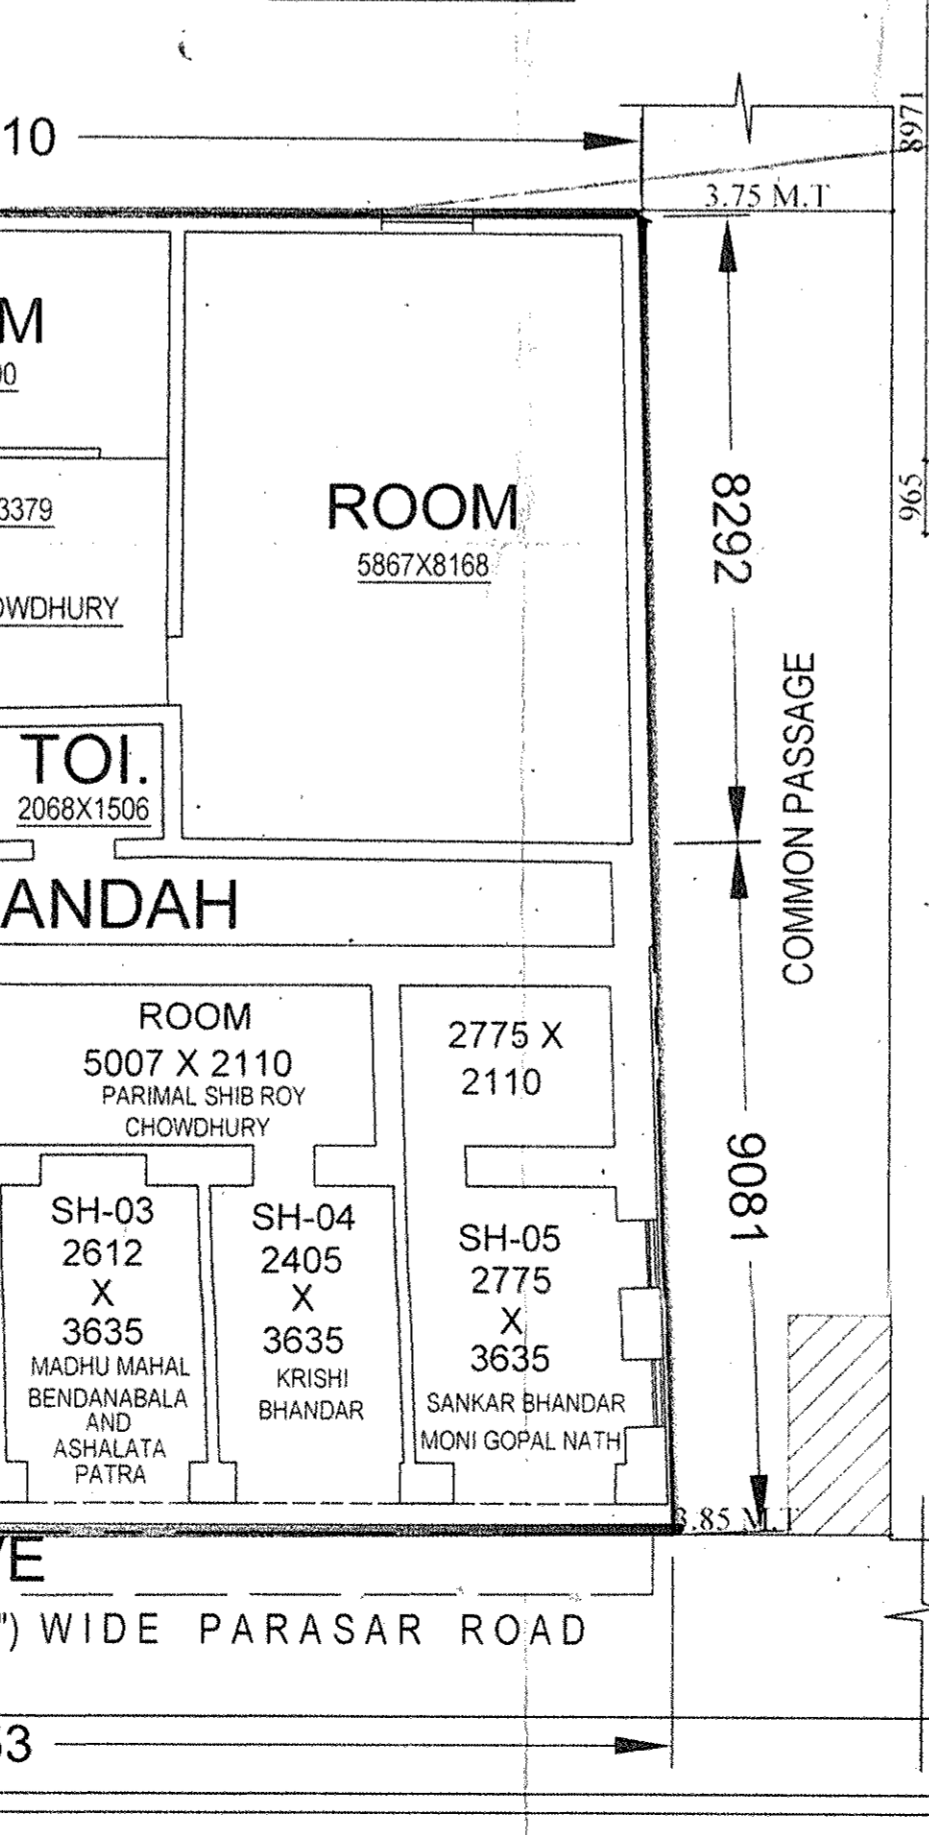 10
8971
3.75 M.T
M
00
ROOM
5867X8168
8292
965
3379
OWDHURY
COMMON PASSAGE
TOI.
2068X1506
ANDAH
ROOM
5007 X 2110
PARIMAL SHIB ROY
CHOWDHURY
2775 X
2110
9081
SH-03
2612
X
3635
MADHU MAHAL
BENDANABALA
AND
ASHALATA
PATRA
SH-04
2405
X
3635
KRISHI
BHANDAR
SH-05
2775
X
3635
SANKAR BHANDAR
MONI GOPAL NATH
3.85 M.T
VE
") WIDE PARASAR ROAD
53